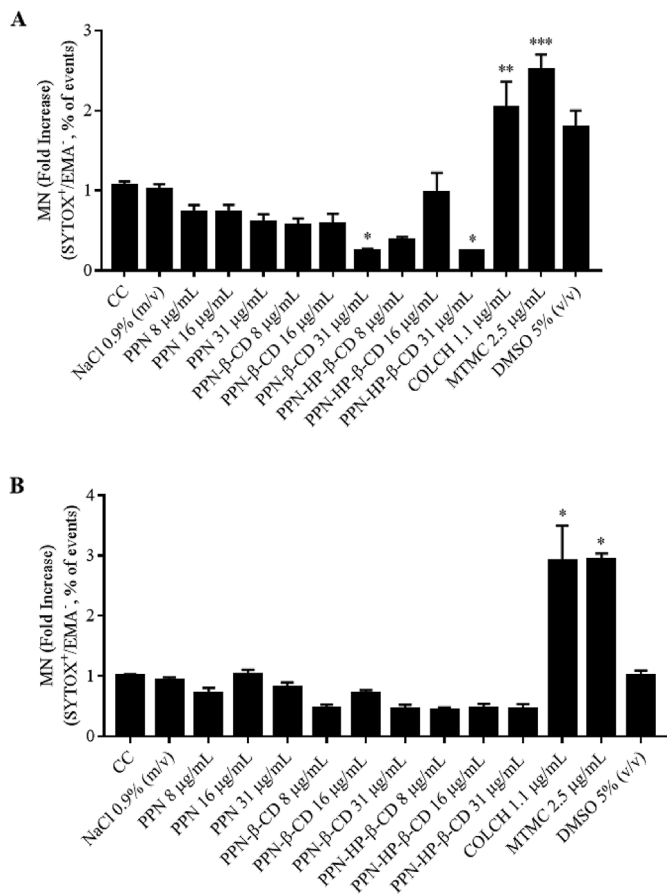 A
MN (Fold Increase)
(SYTOX⁺/EMA⁻, % of events)
3
2
1
0
*
*
**
***
CC
NaCl 0.9% (m/v)
PPN 8 µg/mL
PPN 16 µg/mL
PPN 31 µg/mL
PPN-β-CD 8 µg/mL
PPN-β-CD 16 µg/mL
PPN-β-CD 31 µg/mL
PPN-HP-β-CD 8 µg/mL
PPN-HP-β-CD 16 µg/mL
PPN-HP-β-CD 31 µg/mL
COLCH 1.1 µg/mL
MTMC 2.5 µg/mL
DMSO 5% (v/v)
B
MN (Fold Increase)
(SYTOX⁺/EMA⁻, % of events)
4
3
2
1
0
*
*
CC
NaCl 0.9% (m/v)
PPN 8 µg/mL
PPN 16 µg/mL
PPN 31 µg/mL
PPN-β-CD 8 µg/mL
PPN-β-CD 16 µg/mL
PPN-β-CD 31 µg/mL
PPN-HP-β-CD 8 µg/mL
PPN-HP-β-CD 16 µg/mL
PPN-HP-β-CD 31 µg/mL
COLCH 1.1 µg/mL
MTMC 2.5 µg/mL
DMSO 5% (v/v)